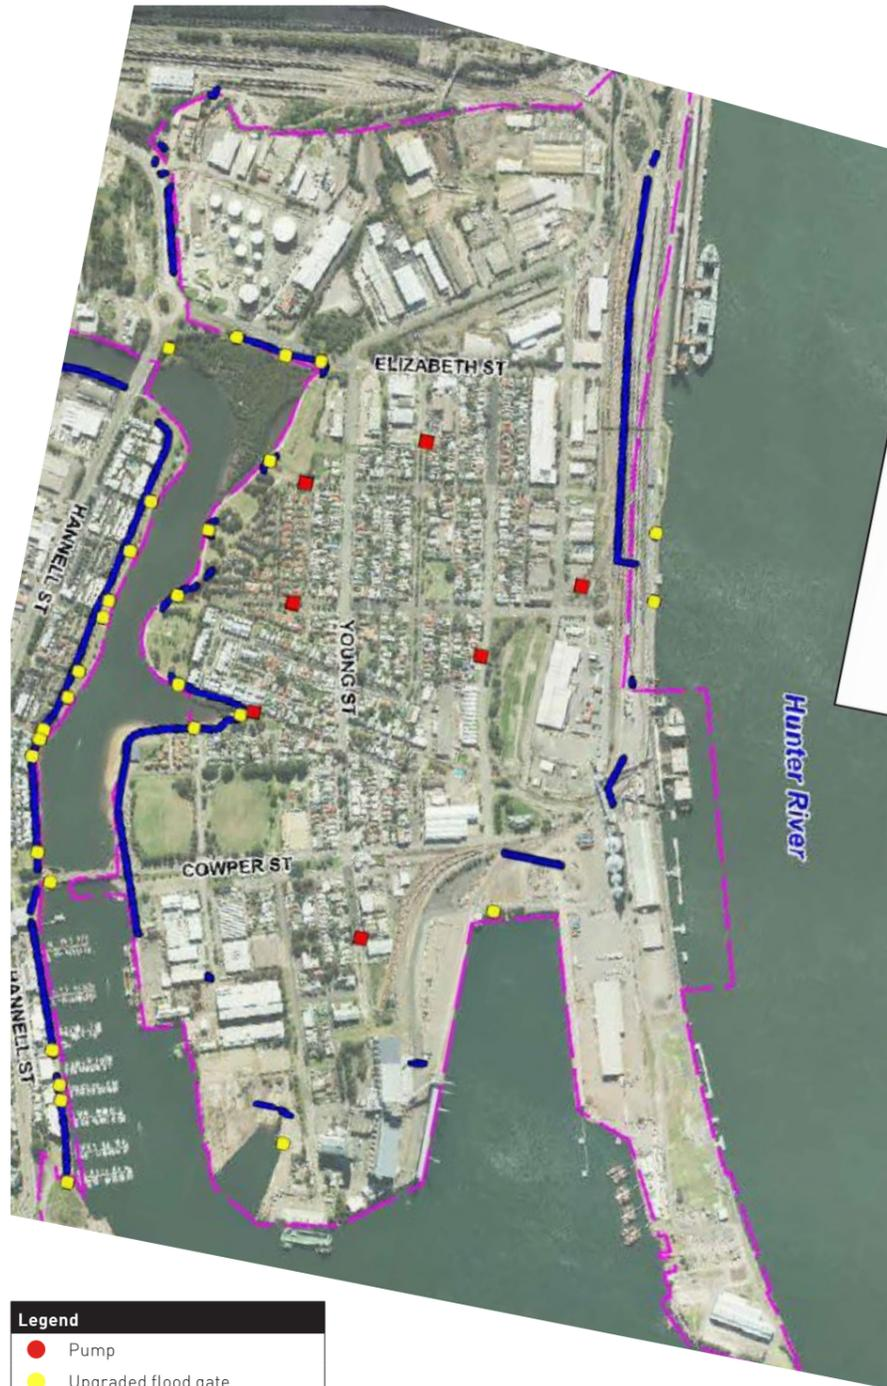 ELIZABETH ST
HANNELL ST
YOUNG ST
Hunter River
COWPER ST
HANNELL ST
Legend
Pump
Upgraded flood gate